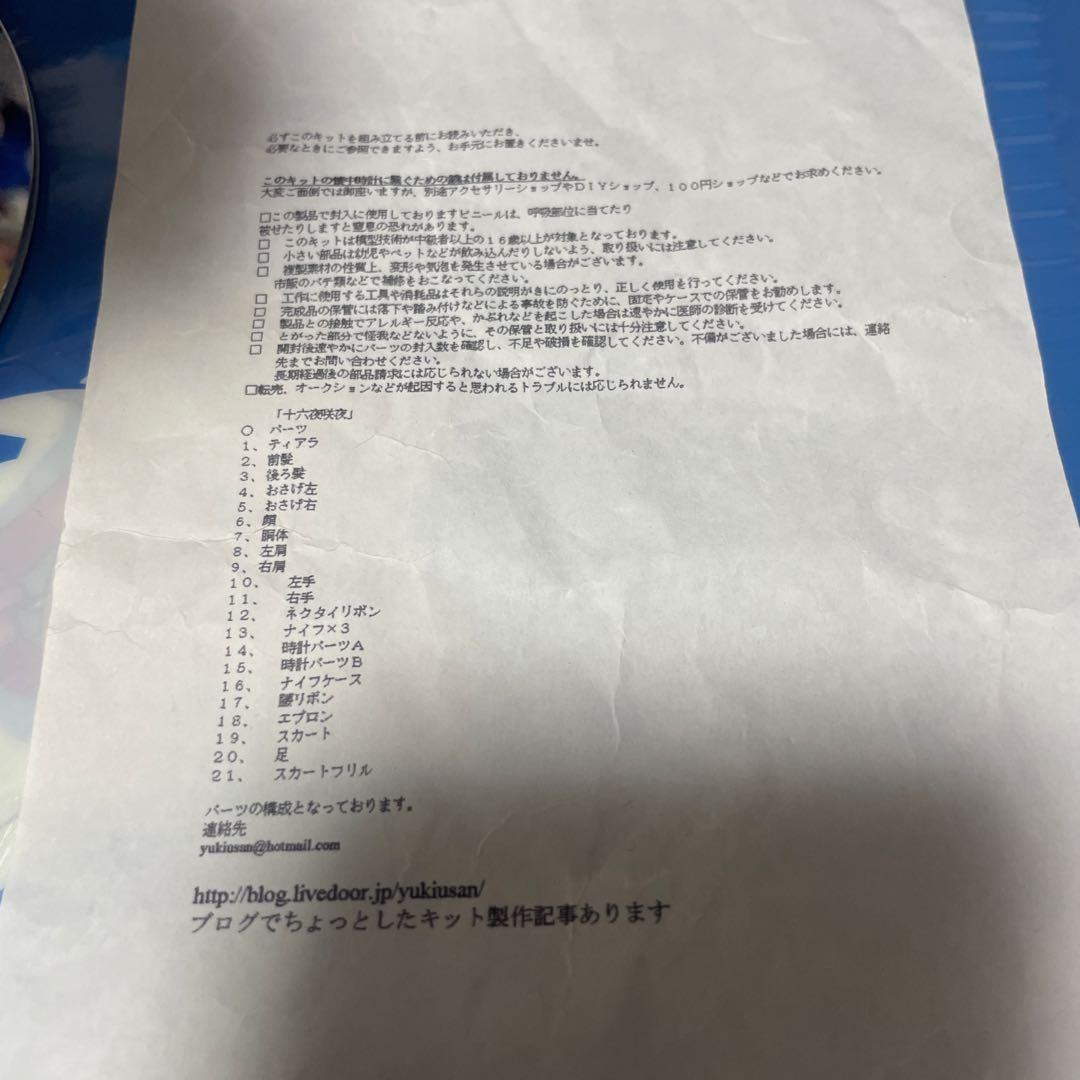 必ずこのキットを組み立てる前にお読みいただき、
必要なときにご参照できますよう、お手元にお置きくださいませ。
このキットの懐中時計に繋ぐための鎖は付属しておりません。
大変ご面倒では御座いますが、別途アクセサリーショップやDIYショップ、100円ショップなどでお求めください。
□この製品で封入に使用しておりますビニールは、呼吸部位に当てたり
被せたりしますと窒息の恐れがあります。
□ このキットは模型技術が中級者以上の16歳以上が対象となっております。
□ 小さい部品は幼児やペットなどが飲み込んだりしないよう、取り扱いには注意してください。
□ 複製素材の性質上、変形や気泡を発生させている場合がございます。
市販のパテ類などで補修をおこなってください。
□ 工作に使用する工具や消耗品はそれらの説明がきにのっとり、正しく使用を行ってください。
□ 完成品の保管には落下や踏み付けなどによる事故を防ぐために、固定やケースでの保管をお勧めします。
□ 製品との接触でアレルギー反応や、かぶれなどを起こした場合は速やかに医師の診断を受けてください。
□ とがった部分で怪我などないように、その保管と取り扱いには十分注意してください。
□ 開封後速やかにパーツの封入数を確認し、不足や破損を確認してください。不備がございました場合には、連絡
先までお問い合わせください。
長期経過後の部品請求には応じられない場合がございます。
□転売、オークションなどが起因すると思われるトラブルには応じられません。
「十六夜咲夜」
○ パーツ
1、ティアラ
2、前髪
3、後ろ髪
4、おさげ左
5、おさげ右
6、顔
7、胴体
8、左肩
9、右肩
10、 左手
11、 右手
12、 ネクタイリボン
13、 ナイフ×3
14、 時計パーツA
15、 時計パーツB
16、 ナイフケース
17、 腰リボン
18、 エプロン
19、 スカート
20、 足
21、 スカートフリル
パーツの構成となっております。
連絡先
yukiusan@hotmail.com
http://blog.livedoor.jp/yukiusan/
ブログでちょっとしたキット製作記事あります